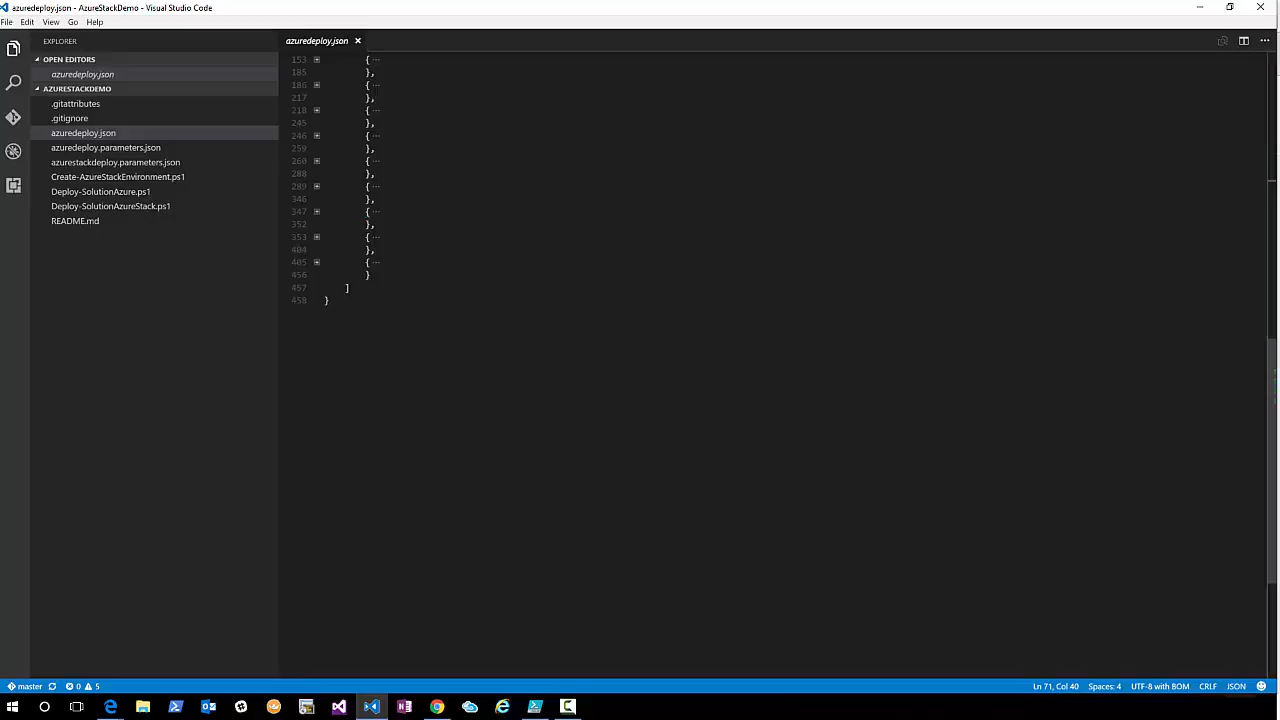 azuredeploy.json - AzureStackDemo - Visual Studio Code
File Edit View Go Help
EXPLORER
OPEN EDITORS
azuredeploy.json
AZURESTACKDEMO
.gitattributes
.gitignore
azuredeploy.json
azuredeploy.parameters.json
azurestackdeploy.parameters.json
Create-AzureStackEnvironment.ps1
Deploy-SolutionAzure.ps1
Deploy-SolutionAzureStack.ps1
README.md
azuredeploy.json
153 { ...
185 },
186 { ...
217 },
218 { ...
245 },
246 { ...
259 },
260 { ...
288 },
289 { ...
346 },
347 { ...
352 },
353 { ...
404 },
405 { ...
456 }
457 ]
458 }
master 0 5
Ln 71, Col 40 Spaces: 4 UTF-8 with BOM CRLF JSON